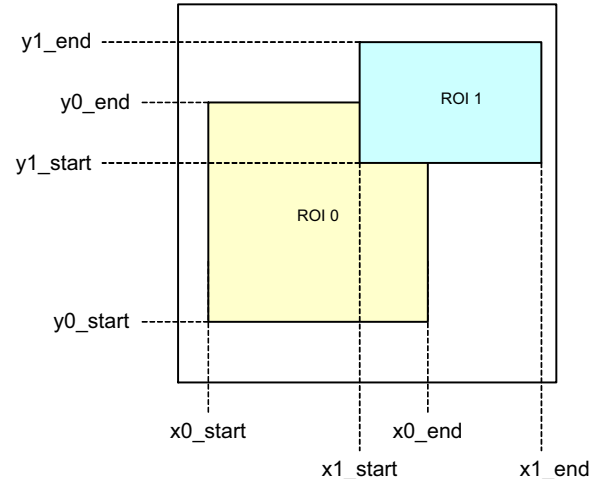 y1_end
ROI 1
y0_end
y1_start
ROI 0
y0_start
x0_start
x0_end
x1_start
x1_end